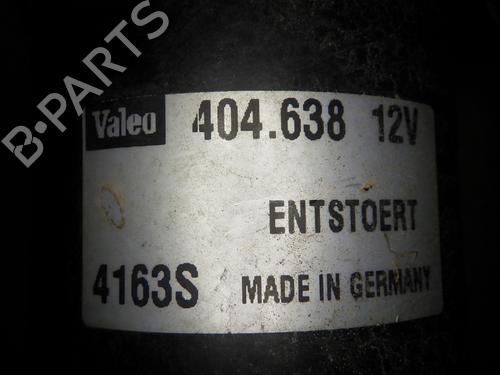 B-PARTS
Valeo 404.638 12V
ENTSTOERT
4163S MADE IN GERMANY